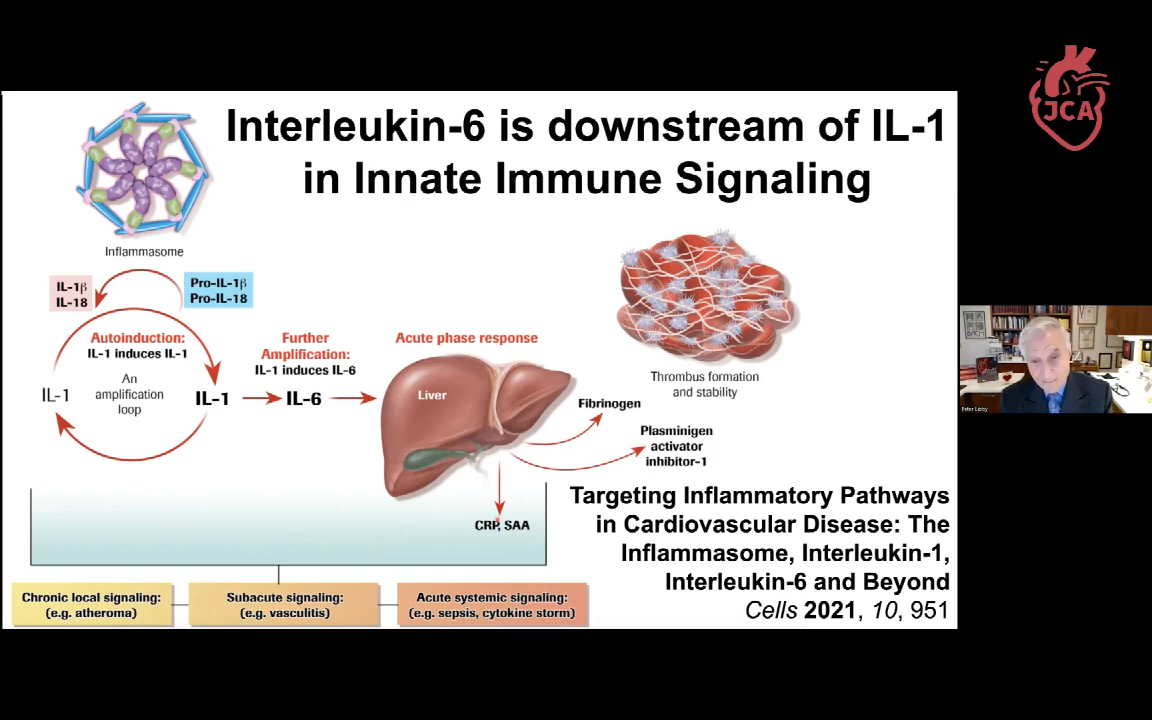 JCA
Interleukin-6 is downstream of IL-1
in Innate Immune Signaling
Inflammasome
IL-1β
IL-18
Pro-IL-1β
Pro-IL-18
Autoinduction:
IL-1 induces IL-1
An
amplification
loop
IL-1
IL-1
Further
Amplification:
IL-1 induces IL-6
IL-6
Acute phase response
Liver
Thrombus formation
and stability
Fibrinogen
Plasminigen
activator
inhibitor-1
CRP, SAA
Chronic local signaling:
(e.g. atheroma)
Subacute signaling:
(e.g. vasculitis)
Acute systemic signaling:
(e.g. sepsis, cytokine storm)
Targeting Inflammatory Pathways
in Cardiovascular Disease: The
Inflammasome, Interleukin-1,
Interleukin-6 and Beyond
Cells 2021, 10, 951
Peter Libby